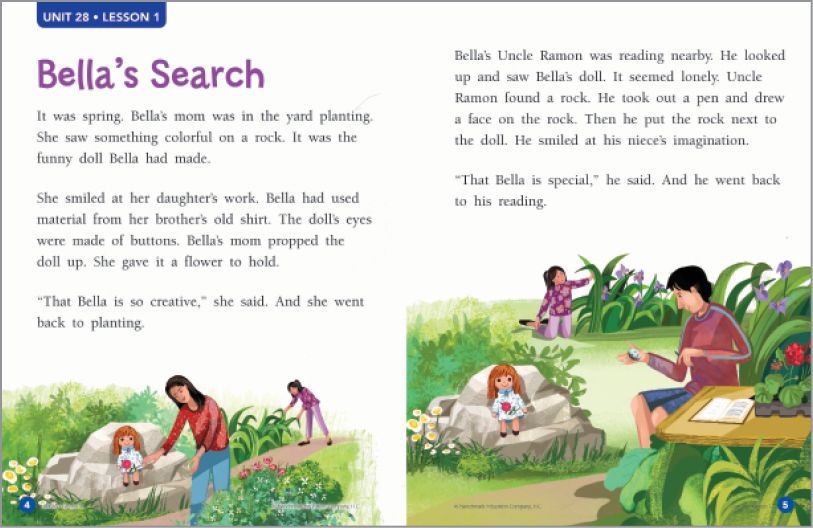 UNIT 28 • LESSON 1
Bella's Search
It was spring. Bella's mom was in the yard planting.
She saw something colorful on a rock. It was the
funny doll Bella had made.
She smiled at her daughter's work. Bella had used
material from her brother's old shirt. The doll's eyes
were made of buttons. Bella's mom propped the
doll up. She gave it a flower to hold.
"That Bella is so creative," she said. And she went
back to planting.
4
Bella's Uncle Ramon was reading nearby. He looked
up and saw Bella's doll. It seemed lonely. Uncle
Ramon found a rock. He took out a pen and drew
a face on the rock. Then he put the rock next to
the doll. He smiled at his niece's imagination.
"That Bella is special," he said. And he went back
to his reading.
© Benchmark Education Company, LLC
5